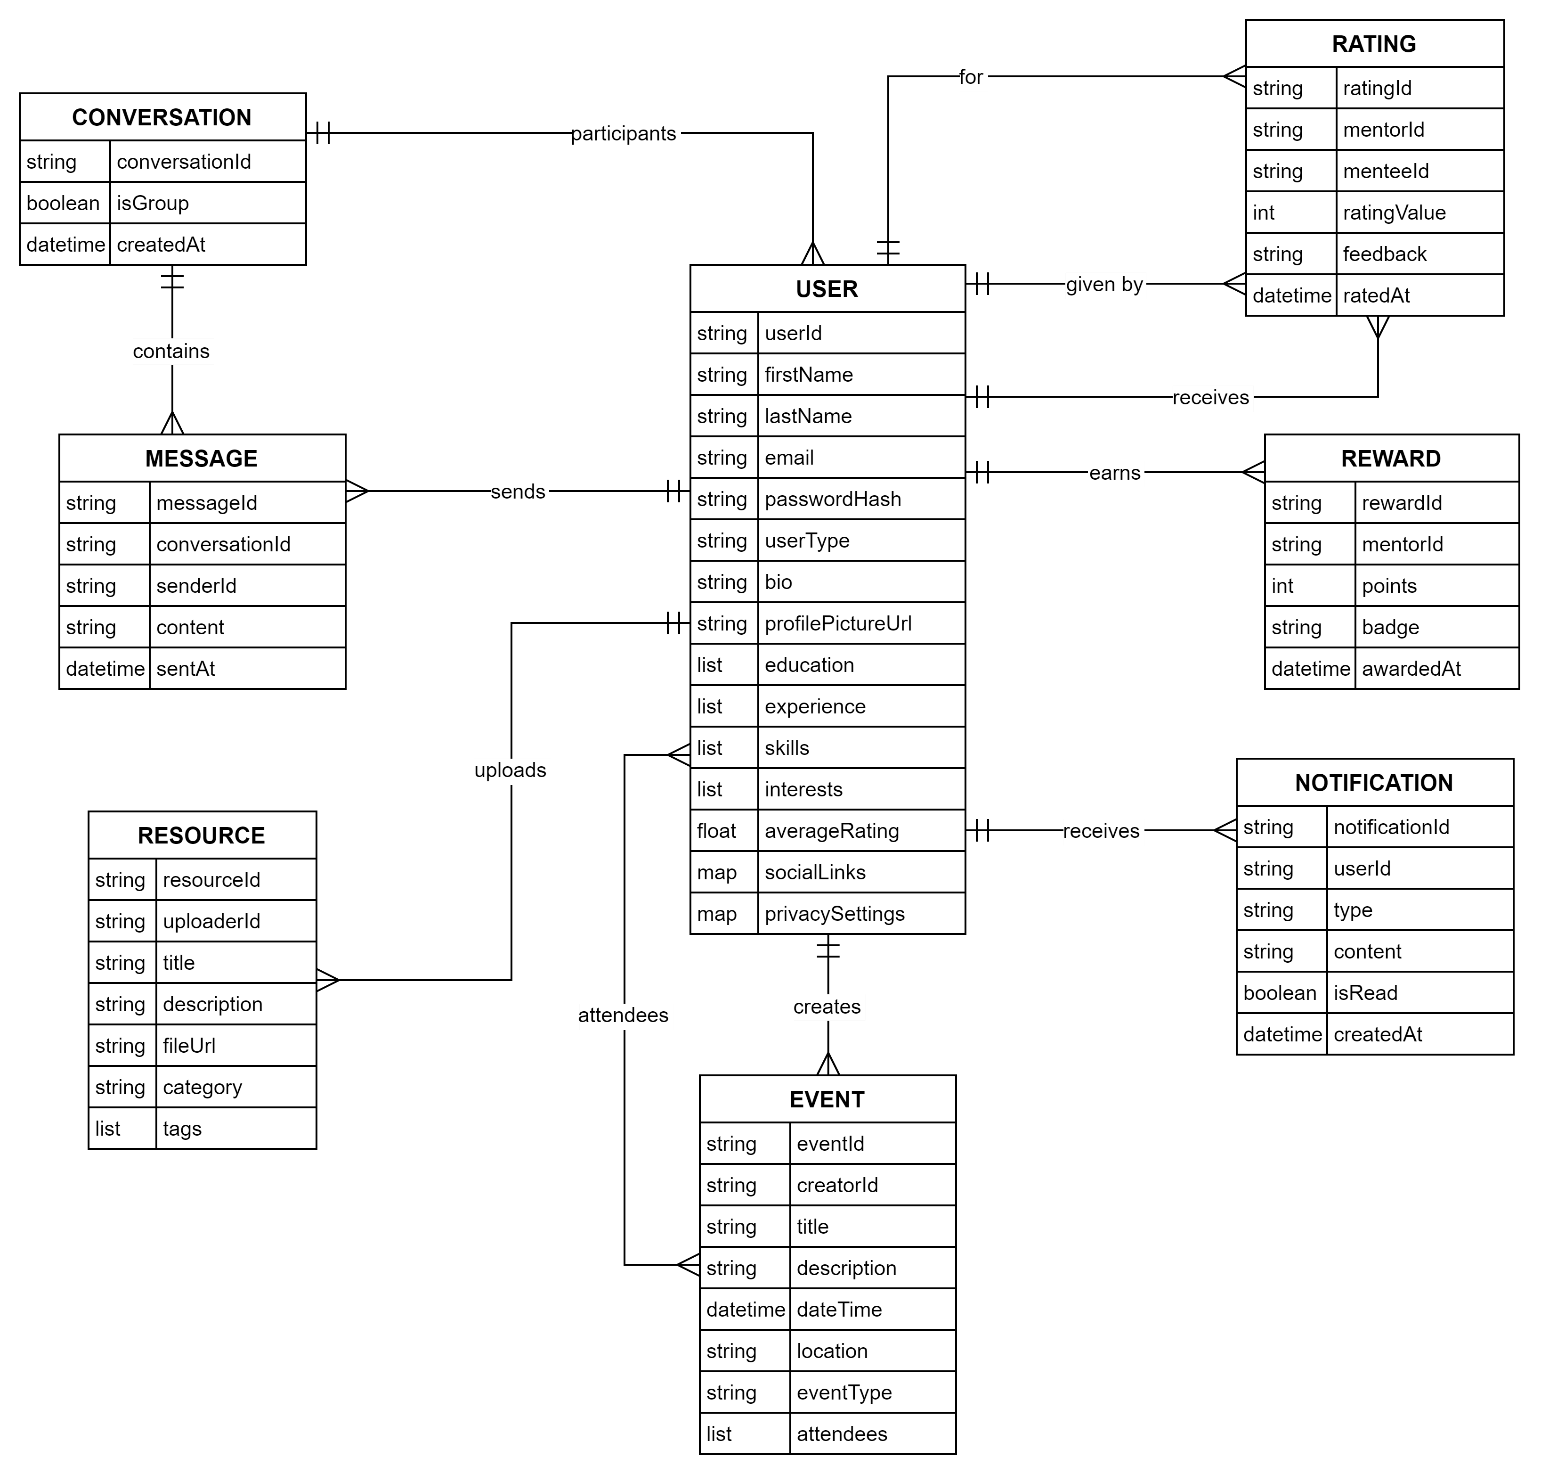 RATING
string ratingId
string mentorId
string menteeId
int ratingValue
string feedback
datetime ratedAt
for
CONVERSATION
string conversationId
boolean isGroup
datetime createdAt
participants
contains
given by
receives
USER
string userId
string firstName
string lastName
string email
string passwordHash
string userType
string bio
string profilePictureUrl
list education
list experience
list skills
list interests
float averageRating
map socialLinks
map privacySettings
MESSAGE
string messageId
string conversationId
string senderId
string content
datetime sentAt
sends
earns
REWARD
string rewardId
string mentorId
int points
string badge
datetime awardedAt
uploads
receives
NOTIFICATION
string notificationId
string userId
string type
string content
boolean isRead
datetime createdAt
RESOURCE
string resourceId
string uploaderId
string title
string description
string fileUrl
string category
list tags
attendees
creates
EVENT
string eventId
string creatorId
string title
string description
datetime dateTime
string location
string eventType
list attendees